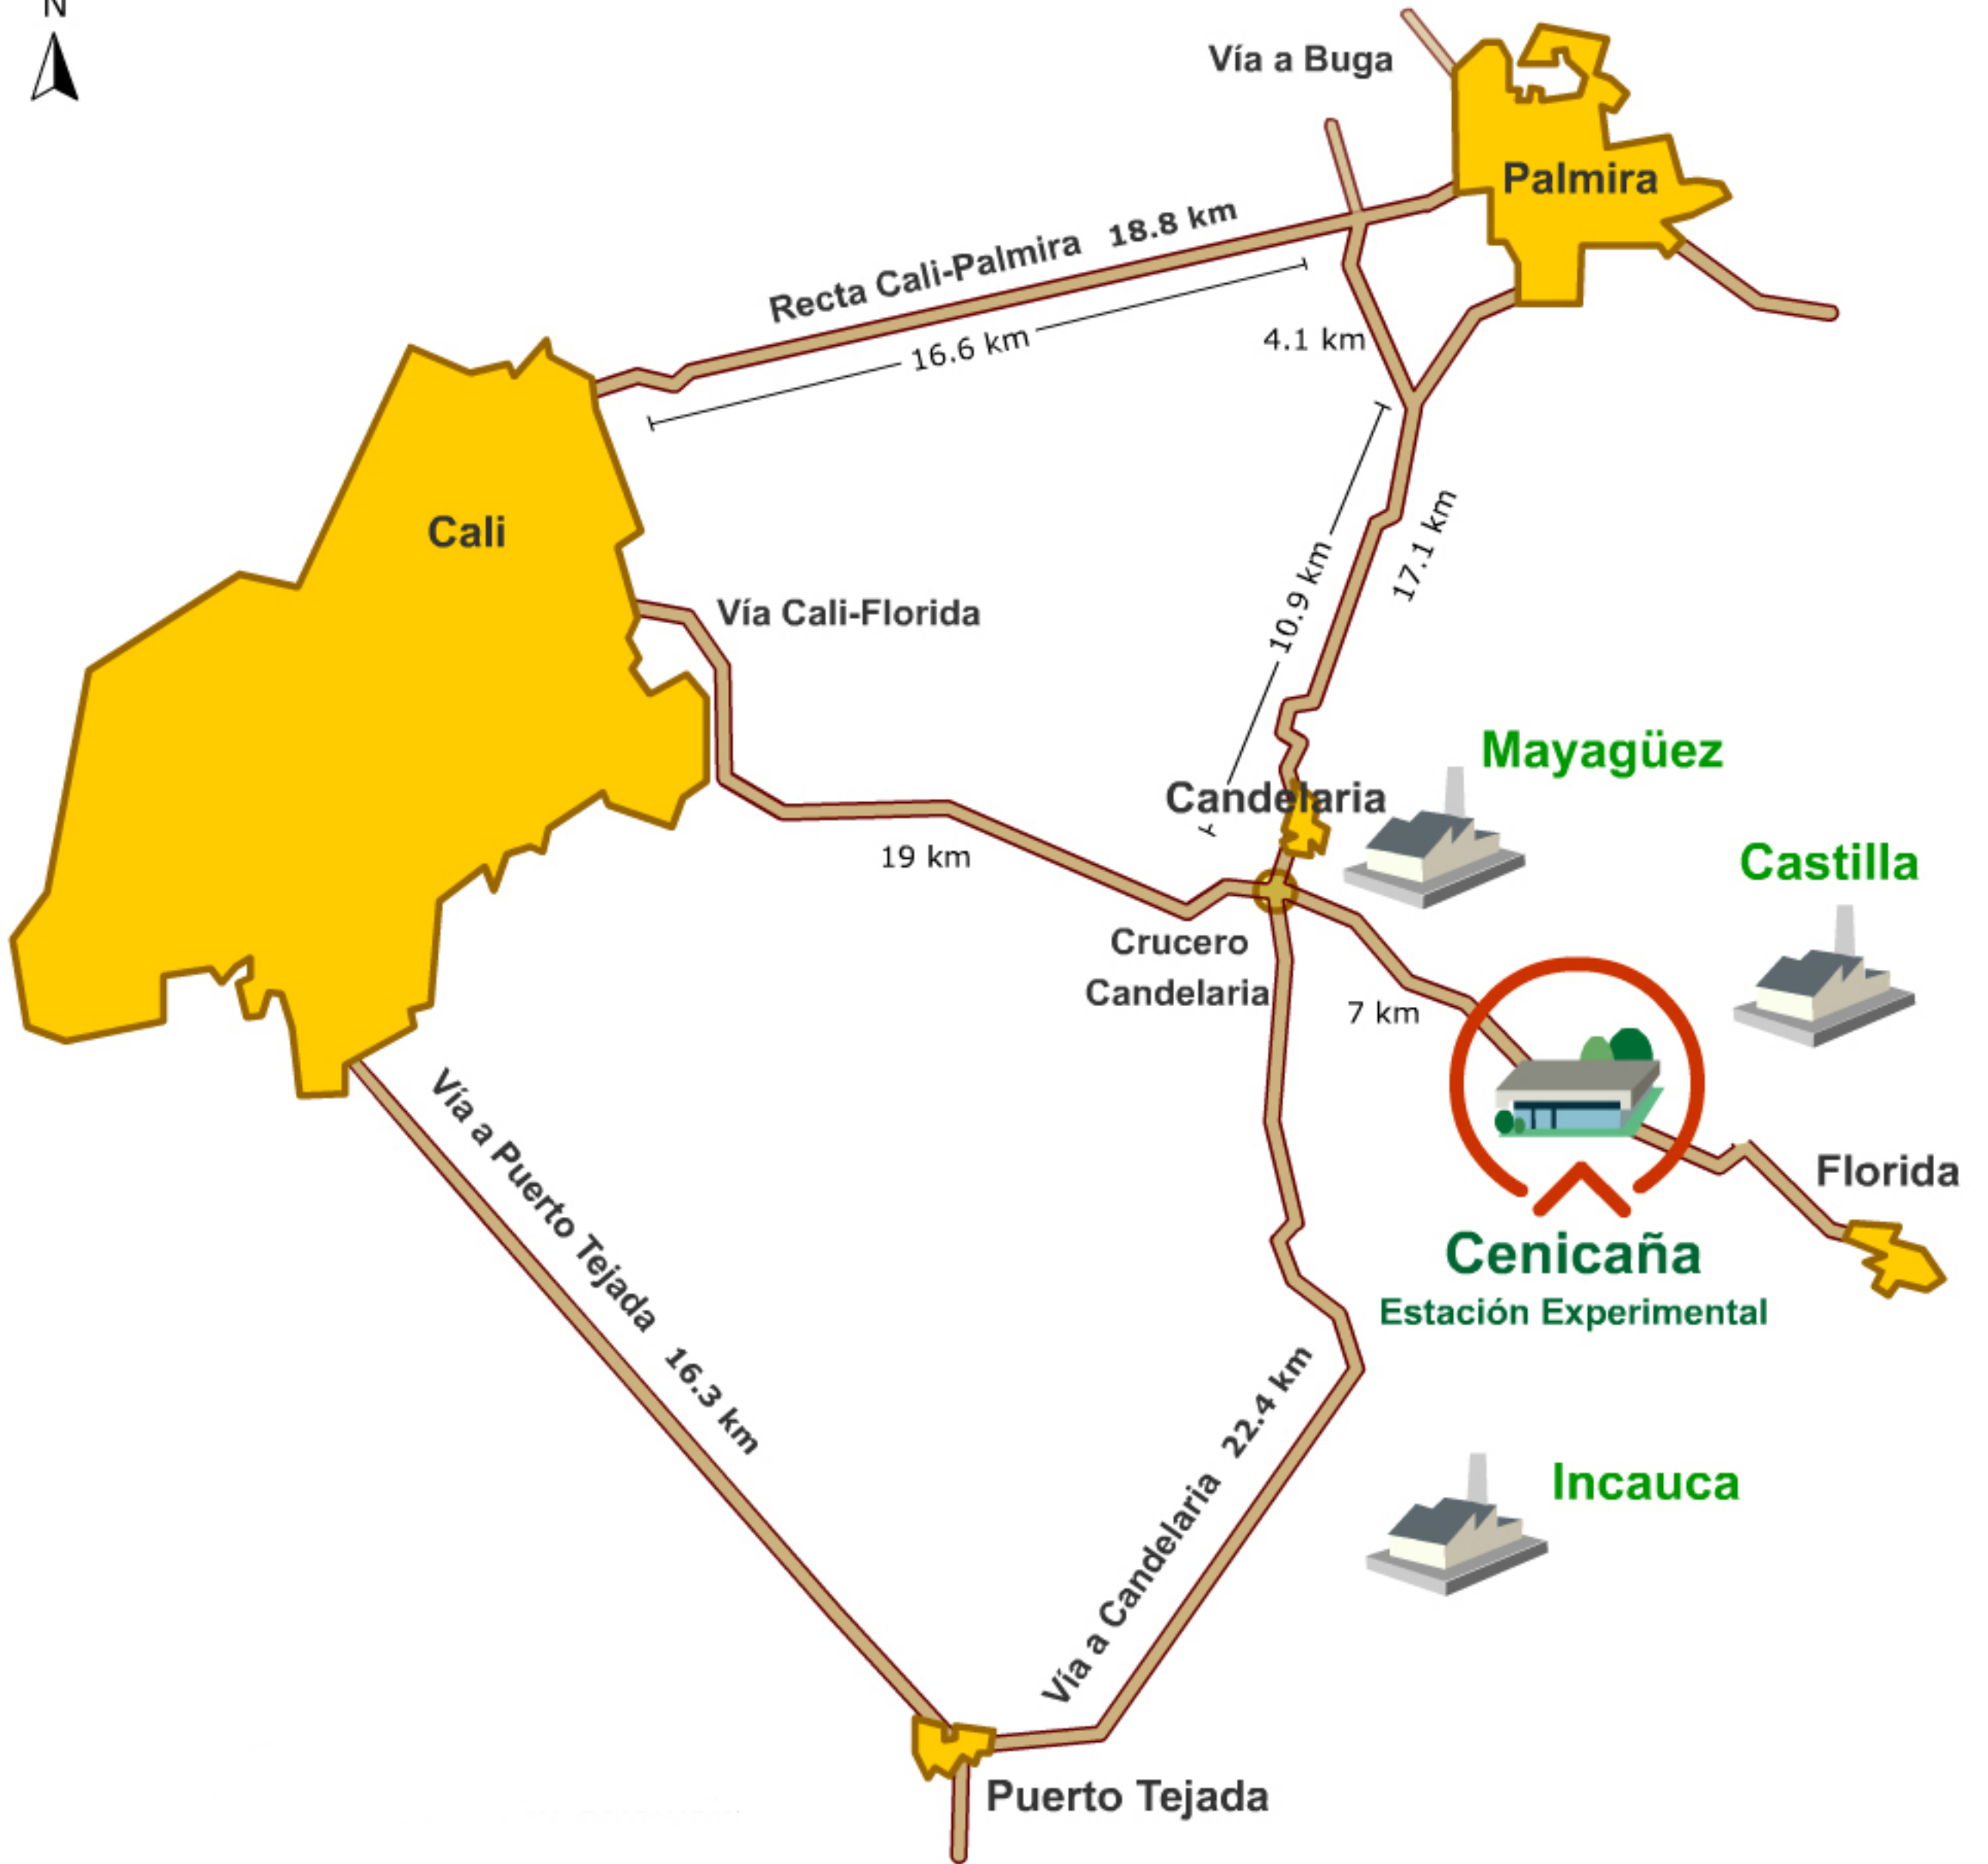 N
Vía a Buga
Palmira
Recta Cali-Palmira 18.8 km
16.6 km
4.1 km
Cali
17.1 km
10.9 km
Vía Cali-Florida
Mayagüez
Candelaria
19 km
Castilla
Crucero
Candelaria
7 km
Florida
Vía a Puerto Tejada 16.3 km
Cenicaña
Estación Experimental
Vía a Candelaria 22.4 km
Incauca
Puerto Tejada